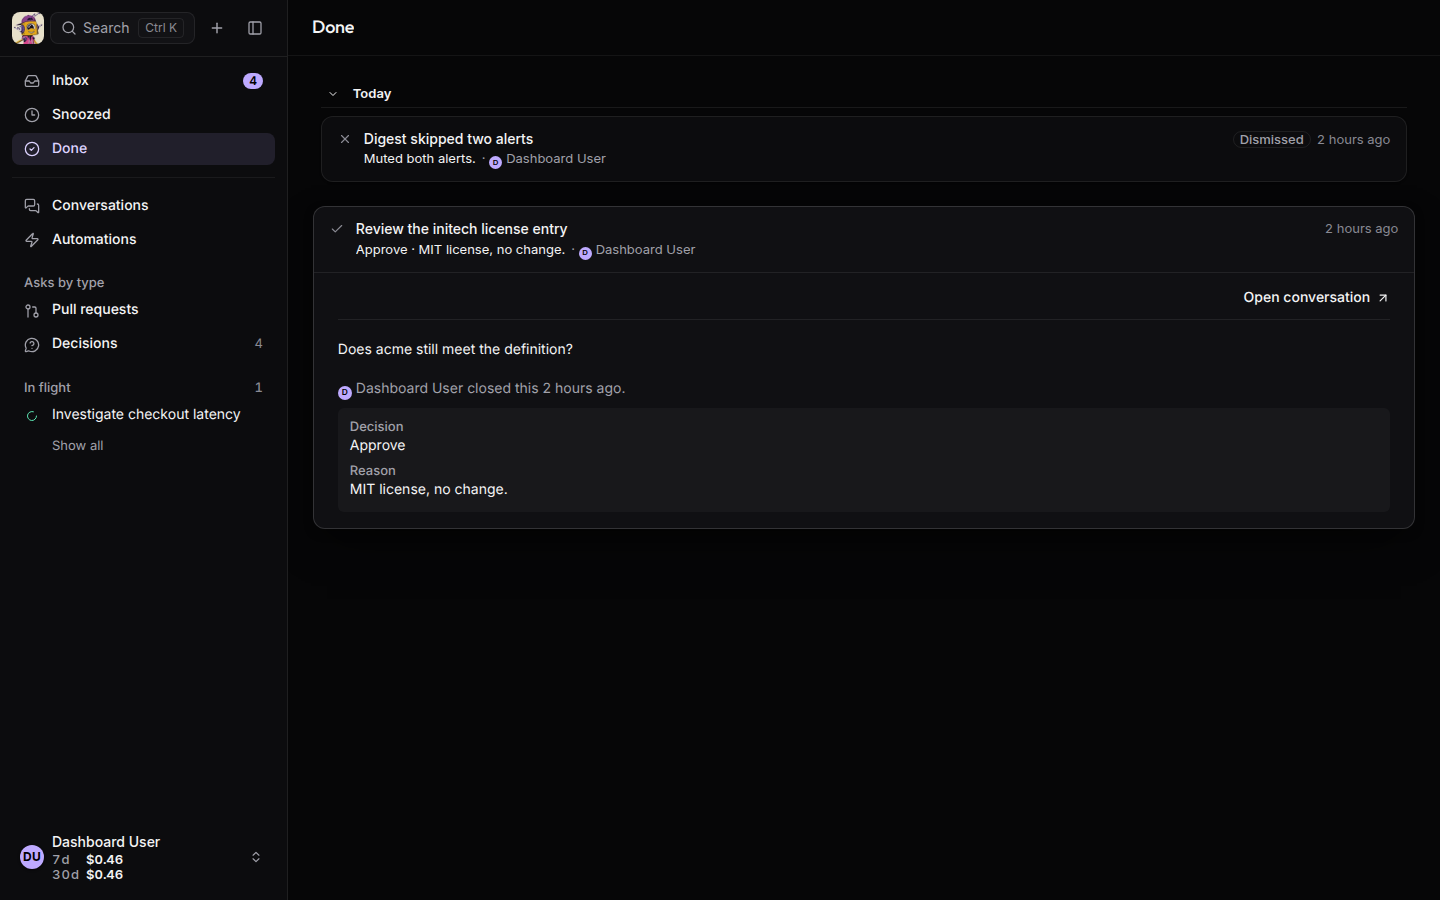 Search Ctrl K
Inbox 4
Snoozed
Done
Conversations
Automations
Asks by type
Pull requests
Decisions 4
In flight 1
Investigate checkout latency
Show all
DU Dashboard User
7d $0.46
30d $0.46
Done
Today
Digest skipped two alerts Dismissed 2 hours ago
Muted both alerts. · D Dashboard User
Review the initech license entry 2 hours ago
Approve · MIT license, no change. · D Dashboard User
Open conversation
Does acme still meet the definition?
D Dashboard User closed this 2 hours ago.
Decision
Approve
Reason
MIT license, no change.